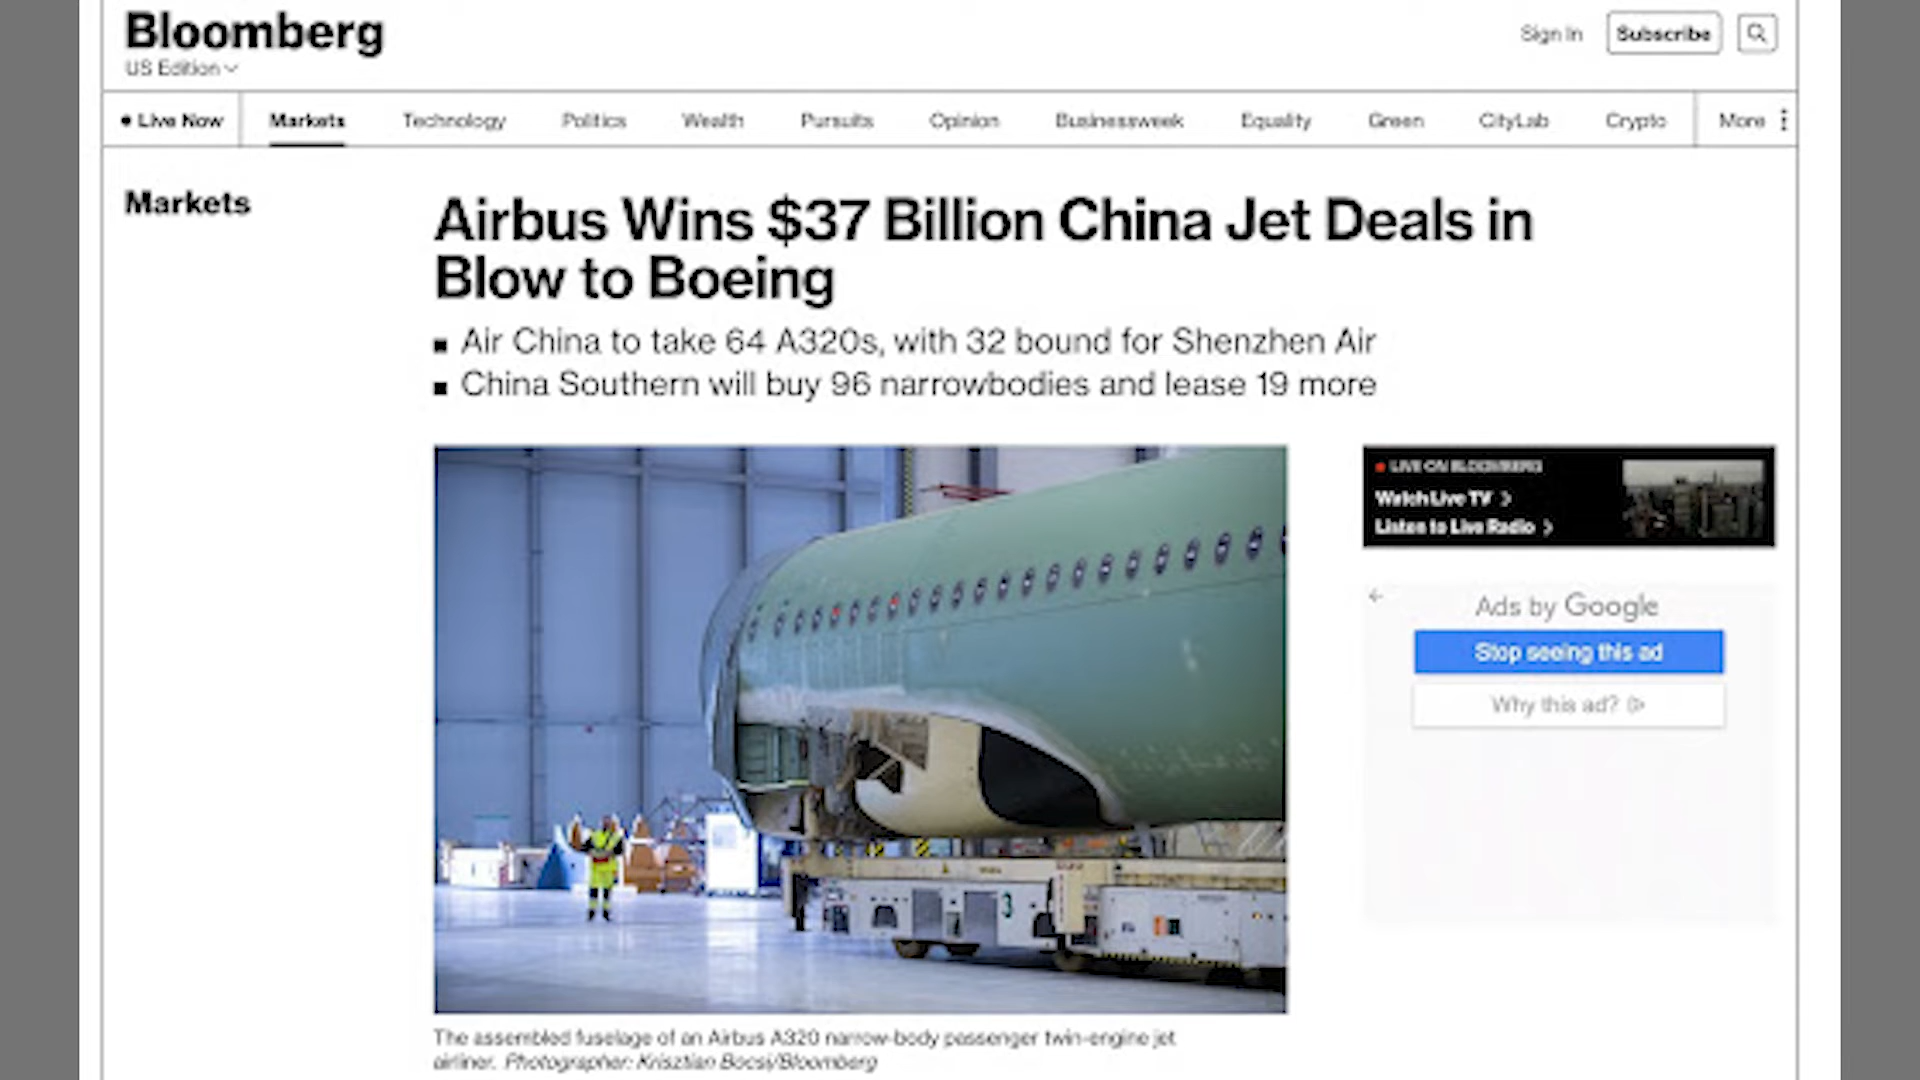 Bloomberg
US Edition
Sign In
Subscribe
Live Now
Markets
Technology
Politics
Wealth
Pursuits
Opinion
Businessweek
Equality
Green
CityLab
Crypto
More
Markets
Airbus Wins $37 Billion China Jet Deals in
Blow to Boeing
Air China to take 64 A320s, with 32 bound for Shenzhen Air
China Southern will buy 96 narrowbodies and lease 19 more
LIVE ON BLOOMBERG
Watch Live TV
Listen to Live Radio
Ads by Google
Stop seeing this ad
Why this ad?
3
The assembled fuselage of an Airbus A320 narrow-body passenger twin-engine jet
airliner. Photographer: Krisztian Bocsi/Bloomberg